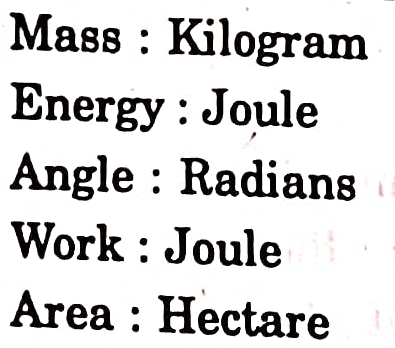 Mass : Kilogram
Energy : Joule
Angle : Radians
Work : Joule
Area : Hectare